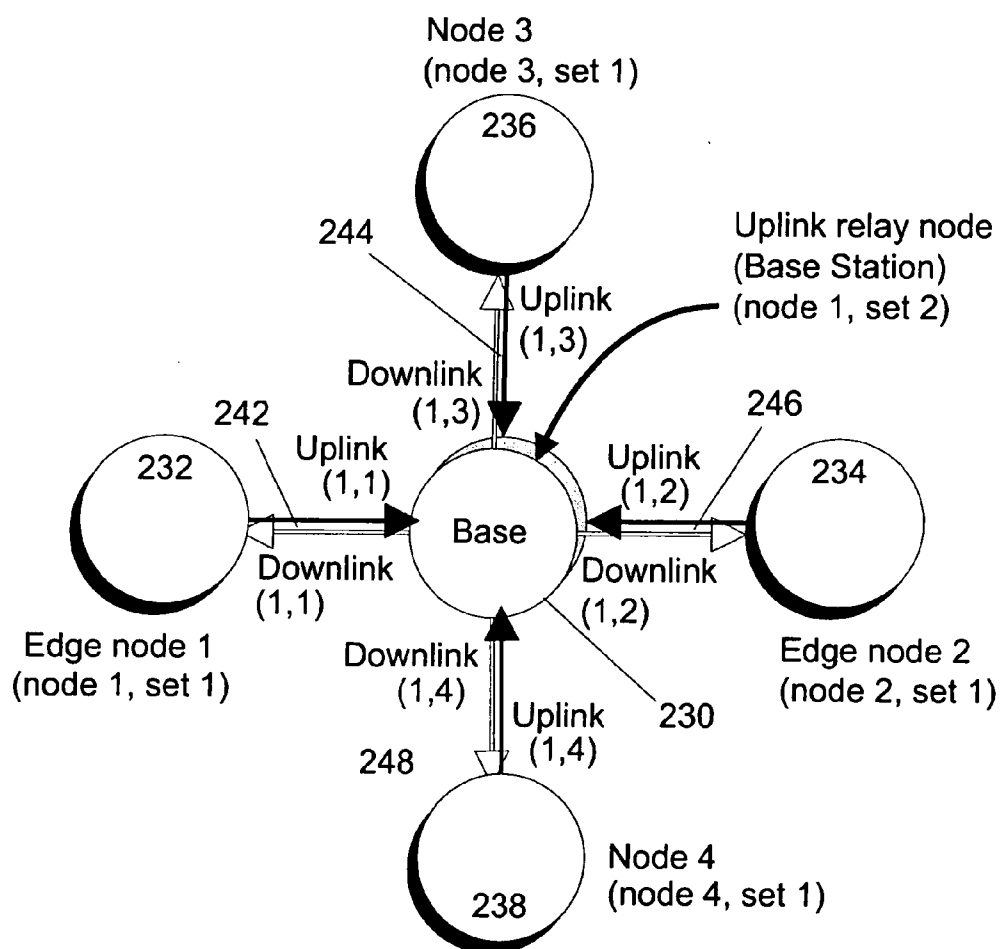 Node 3
(node 3, set 1)
236
244
Uplink relay node
(Base Station)
(node 1, set 2)
Uplink
(1,3)
Downlink
(1,3)
242
246
232
Uplink
(1,1)
Uplink
(1,2)
234
Base
Downlink
(1,1)
Downlink
(1,2)
Edge node 1
(node 1, set 1)
Downlink
(1,4)
Edge node 2
(node 2, set 1)
Uplink
(1,4)
230
248
Node 4
(node 4, set 1)
238